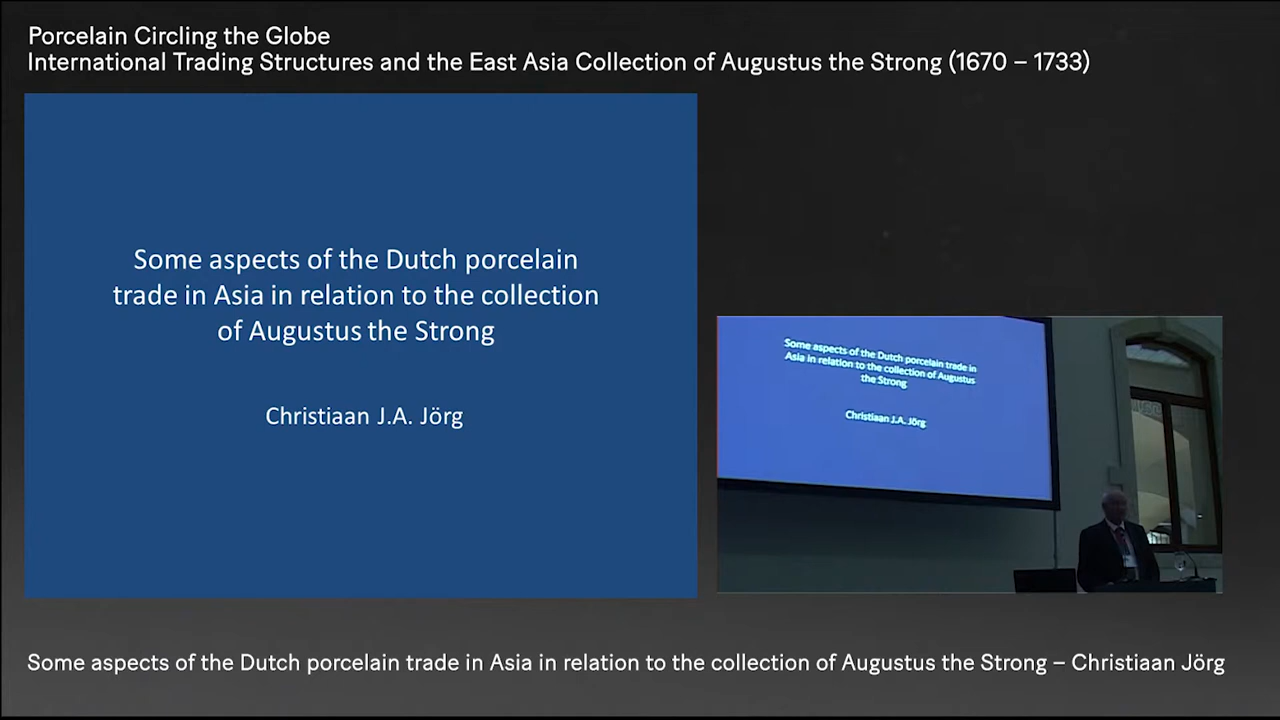 Porcelain Circling the Globe
International Trading Structures and the East Asia Collection of Augustus the Strong (1670 – 1733)
Some aspects of the Dutch porcelain
trade in Asia in relation to the collection
of Augustus the Strong
Christiaan J.A. Jörg
Some aspects of the Dutch porcelain trade in
Asia in relation to the collection of Augustus
the Strong
Christiaan J.A. Jörg
Some aspects of the Dutch porcelain trade in Asia in relation to the collection of Augustus the Strong – Christiaan Jörg